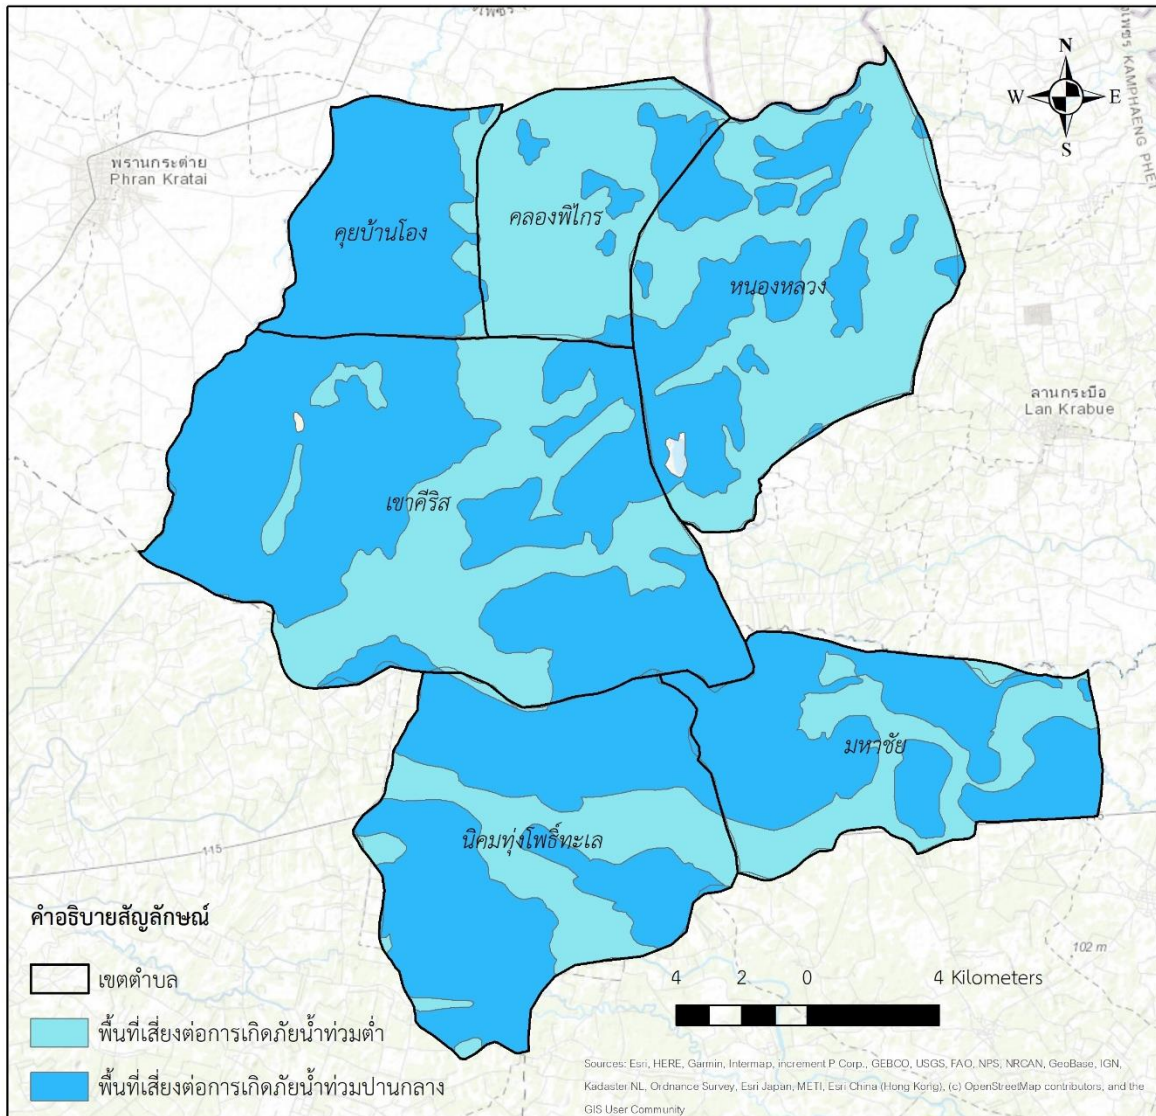 N
W E
S
KAMPHAENG PHET
พรานกระต่าย
Phran Kratai
คุยบ้านโอง
คลองพิไกร
หนองหลวง
ลานกระบือ
Lan Krabue
เขาคีริส
มหาชัย
นิคมทุ่งโพธิ์ทะเล
115
102 m
คำอธิบายสัญลักษณ์
เขตตำบล
พื้นที่เสี่ยงต่อการเกิดภัยน้ำท่วมต่ำ
พื้นที่เสี่ยงต่อการเกิดภัยน้ำท่วมปานกลาง
4 2 0 4 Kilometers
Sources: Esri, HERE, Garmin, Intermap, increment P Corp., GEBCO, USGS, FAO, NPS, NRCAN, GeoBase, IGN,
Kadaster NL, Ordnance Survey, Esri Japan, METI, Esri China (Hong Kong), (c) OpenStreetMap contributors, and the
GIS User Community